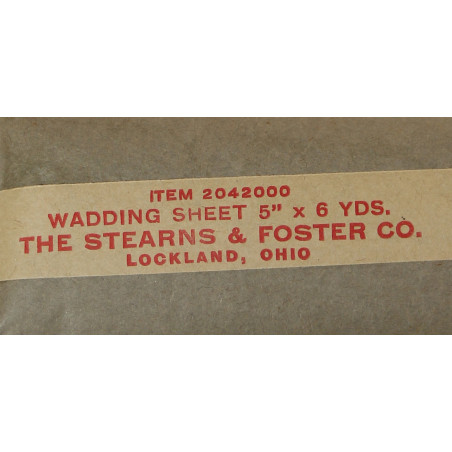 ITEM 2042000
WADDING SHEET 5" x 6 YDS.
THE STEARNS & FOSTER CO.
LOCKLAND, OHIO